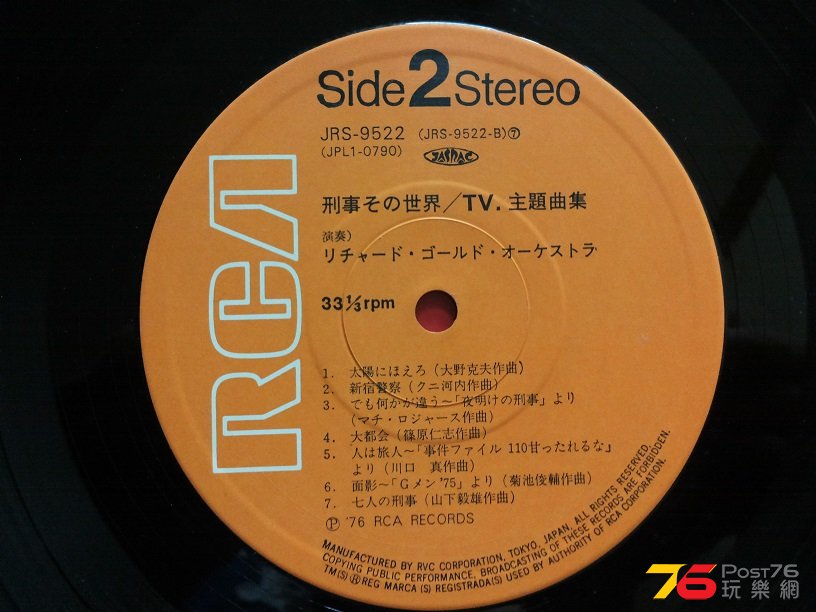 Side 2 Stereo
JRS-9522 (JRS-9522-B)⑦
(JPL1-0790) JASRAC
刑事その世界／TV. 主題曲集
演奏)
リチャード・ゴールド・オーケストラ
33 1/3 rpm
RCA
1. 太陽にほえろ (大野克夫作曲)
2. 新宿警察 (クニ河内作曲)
3. でも何かが違う～「夜明けの刑事」より
(マチ・ロジャース作曲)
4. 大都会 (篠原仁志作曲)
5. 人は旅人～「事件ファイル 110甘ったれるな」
より (川口 真作曲)
6. 面影～「Gメン'75」より (菊池俊輔作曲)
7. 七人の刑事 (山下毅雄作曲)
Ⓟ '76 RCA RECORDS
MANUFACTURED BY RVC CORPORATION, TOKYO, JAPAN, ALL RIGHTS RESERVED.
COPYING PUBLIC PERFORMANCE, BROADCASTING OF THESE RECORDS ARE FORBIDDEN.
TM(S) ® REG MARCA (S) REGISTRADA(S) USED BY AUTHORITY OF RCA CORPORATION.
76 Post76
玩樂網